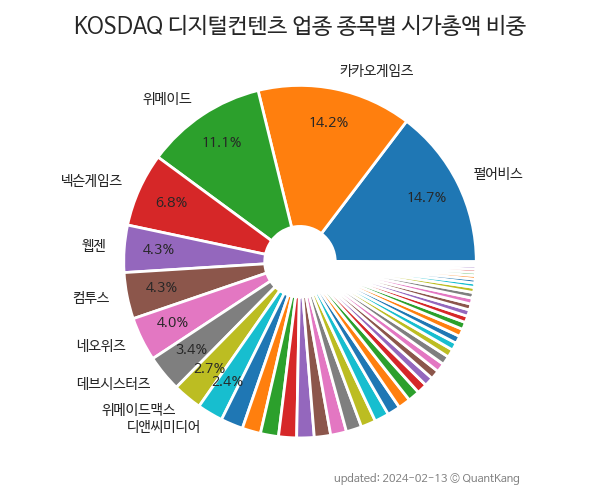 KOSDAQ 디지털컨텐츠 업종 종목별 시가총액 비중
카카오게임즈
위메이드
14.2%
11.1%
펄어비스
넥슨게임즈
14.7%
6.8%
웹젠
4.3%
컴투스
4.3%
4.0%
네오위즈
3.4%
2.7%
데브시스터즈
2.4%
위메이드맥스
디앤씨미디어
updated: 2024-02-13 © QuantKang